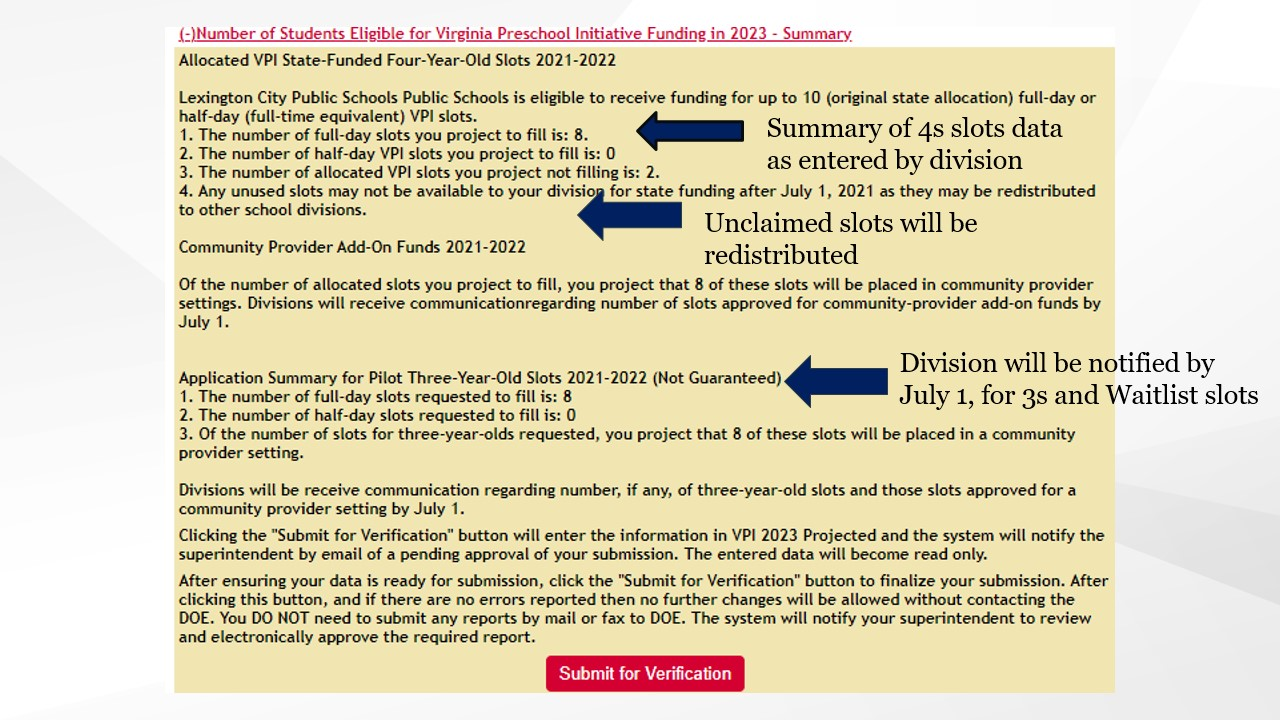 (-)Number of Students Eligible for Virginia Preschool Initiative Funding in 2023 - Summary
Allocated VPI State-Funded Four-Year-Old Slots 2021-2022
Lexington City Public Schools Public Schools is eligible to receive funding for up to 10 (original state allocation) full-day or
half-day (full-time equivalent) VPI slots.
1. The number of full-day slots you project to fill is: 8.
2. The number of half-day VPI slots you project to fill is: 0
3. The number of allocated VPI slots you project not filling is: 2.
4. Any unused slots may not be available to your division for state funding after July 1, 2021 as they may be redistributed
to other school divisions.
Summary of 4s slots data
as entered by division
Unclaimed slots will be
redistributed
Community Provider Add-On Funds 2021-2022
Of the number of allocated slots you project to fill, you project that 8 of these slots will be placed in community provider
settings. Divisions will receive communicationregarding number of slots approved for community-provider add-on funds by
July 1.
Application Summary for Pilot Three-Year-Old Slots 2021-2022 (Not Guaranteed)
1. The number of full-day slots requested to fill is: 8
2. The number of half-day slots requested to fill is: 0
3. Of the number of slots for three-year-olds requested, you project that 8 of these slots will be placed in a community
provider setting.
Division will be notified by
July 1, for 3s and Waitlist slots
Divisions will be receive communication regarding number, if any, of three-year-old slots and those slots approved for a
community provider setting by July 1.
Clicking the "Submit for Verification" button will enter the information in VPI 2023 Projected and the system will notify the
superintendent by email of a pending approval of your submission. The entered data will become read only.
After ensuring your data is ready for submission, click the "Submit for Verification" button to finalize your submission. After
clicking this button, and if there are no errors reported then no further changes will be allowed without contacting the
DOE. You DO NOT need to submit any reports by mail or fax to DOE. The system will notify your superintendent to review
and electronically approve the required report.
Submit for Verification